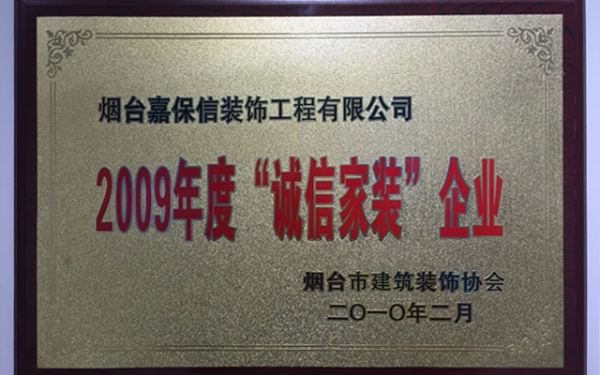 烟台嘉保信装饰工程有限公司
2009年度“诚信家装”企业
烟台市建筑装饰协会
二〇一〇年二月